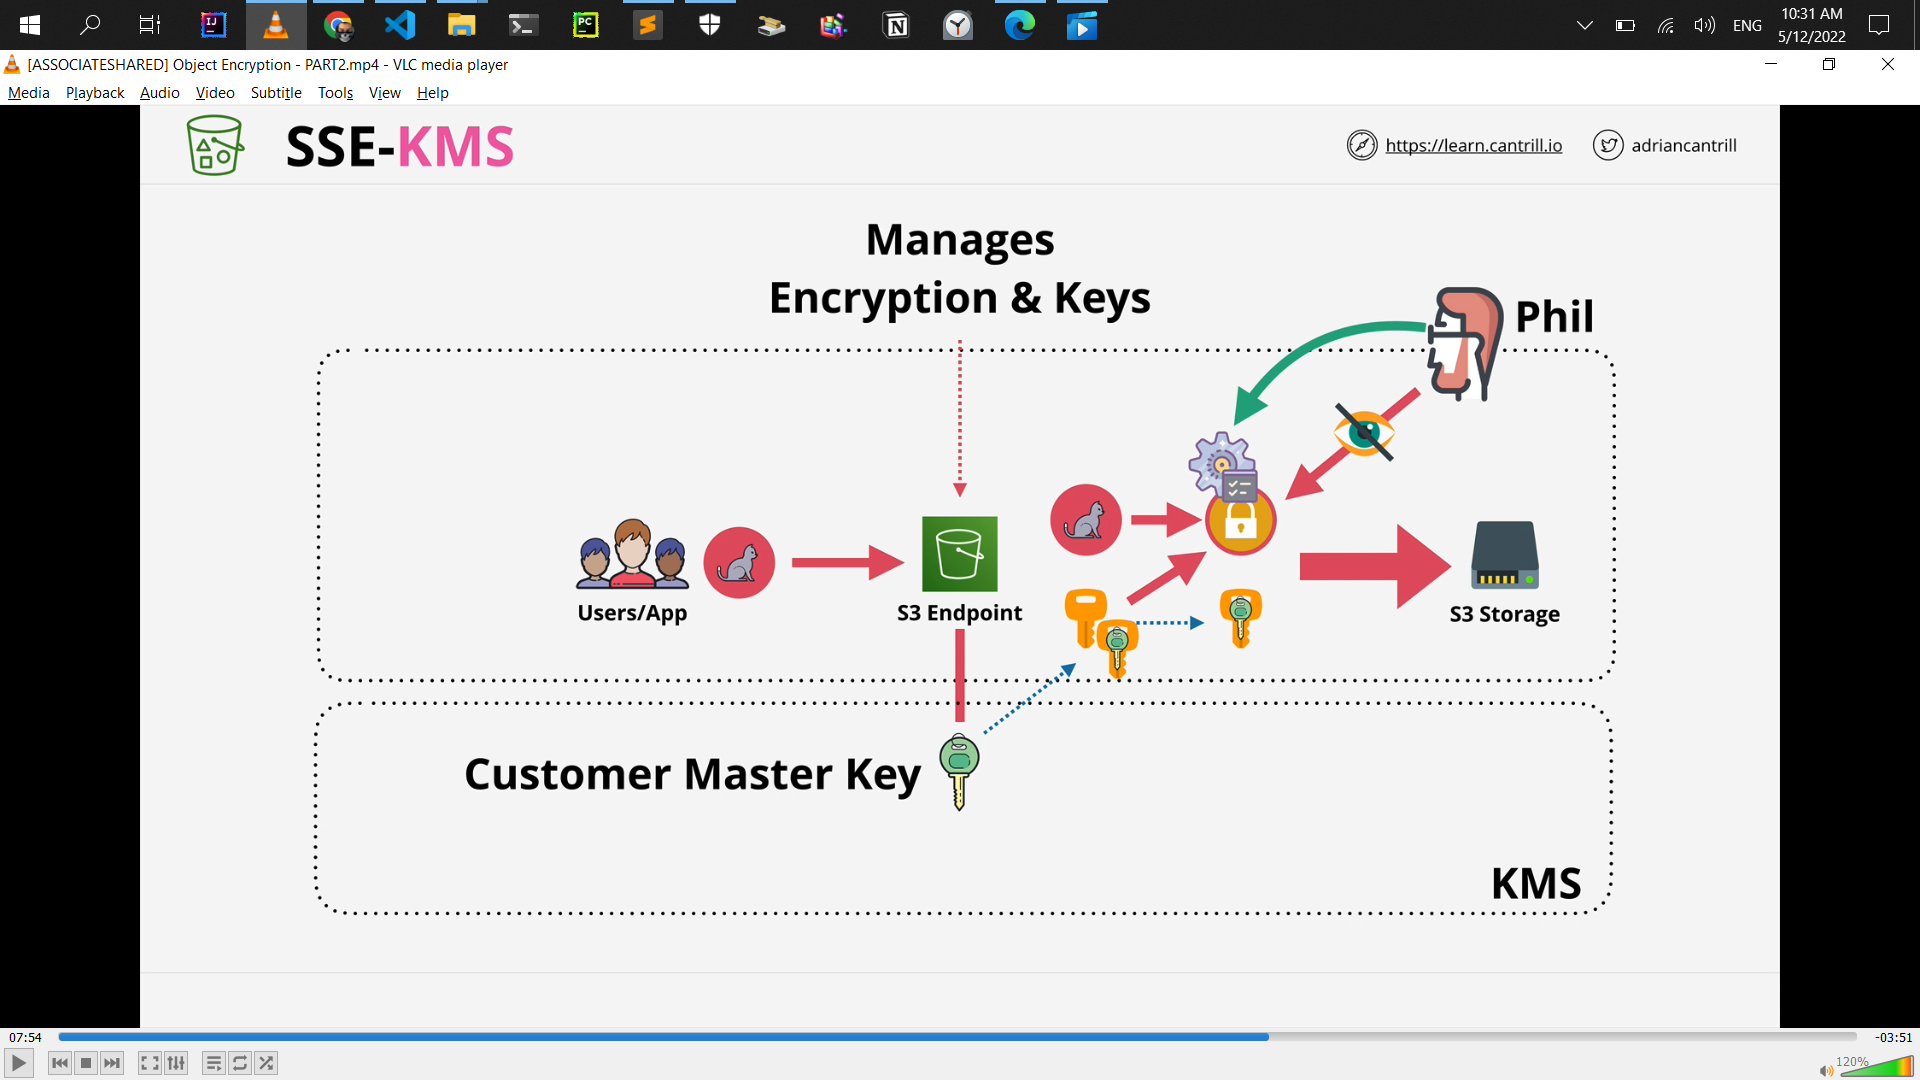 IJ
PC
N
ENG
10:31 AM
5/12/2022
[ASSOCIATESHARED] Object Encryption - PART2.mp4 - VLC media player
Media Playback Audio Video Subtitle Tools View Help
SSE-KMS
https://learn.cantrill.io
adriancantrill
Manages
Encryption & Keys
Phil
Users/App
S3 Endpoint
S3 Storage
Customer Master Key
KMS
07:54
-03:51
120%